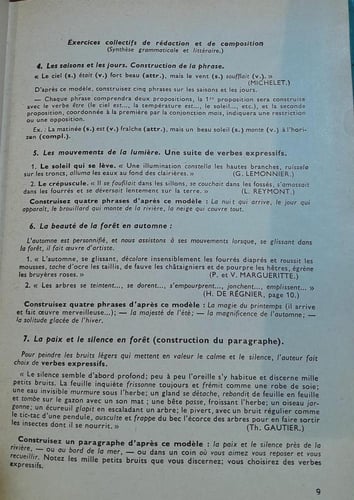 Exercices collectifs de rédaction et de composition
(Synthèse grammaticale et littéraire.)
4. Les saisons et les jours. Construction de la phrase.
« Le ciel (s.) était (v.) fort beau (attr.), mais le vent (s.) soufflait (v.). »
(MICHELET.)
D'après ce modèle, construisez cinq phrases sur les saisons et les jours.
— Chaque phrase comprendra deux propositions, la 1re proposition sera construite
avec le verbe être (le ciel est..., la température est..., le soleil..., etc.), et la seconde
proposition, coordonnée à la première par la conjonction mais, indiquera une restriction
ou une opposition.
Ex. : La matinée (s.) est (v.) fraîche (attr.), mais un beau soleil (s.) monte (v.) à l'hori-
zon (compl.).
5. Les mouvements de la lumière. Une suite de verbes expressifs.
1. Le soleil qui se lève. « Une illumination constelle les hautes branches, ruisselle
sur les troncs, allume les eaux au fond des clairières. » (G. LEMONNIER.)
2. Le crépuscule. « Il se faufilait dans les sillons, se couchait dans les fossés, s'amassait
dans les fourrés et se déversait lentement sur la terre. » (L. REYMONT.)
Construisez quatre phrases d'après ce modèle : La nuit qui arrive, le jour qui
apparaît, le brouillard qui monte de la rivière, la neige qui couvre tout.
6. La beauté de la forêt en automne :
L'automne est personnifié, et nous assistons à ses mouvements lorsque, se glissant dans
la forêt, il fait œuvre d'artiste.
1. « L'automne, se glissant, décolore insensiblement les fourrés diaprés et roussit les
mousses, tache d'ocre les taillis, de fauve les châtaigniers et de pourpre les hêtres, égrène
les bruyères roses. » (P. et V. MARGUERITTE.)
2. « Les arbres se teintent..., se dorent..., s'empourprent..., jonchent..., emplissent... »
(H. DE RÉGNIER, page 10.)
Construisez quatre phrases d'après ce modèle : La magie du printemps (il arrive
et fait œuvre merveilleuse...); — la majesté de l'été; — la magnificence de l'automne; —
la solitude glacée de l'hiver.
7. La paix et le silence en forêt (construction du paragraphe).
Pour peindre les bruits légers qui mettent en valeur le calme et le silence, l'auteur fait
choix de verbes expressifs.
« Le silence semble d'abord profond; peu à peu l'oreille s'y habitue et discerne mille
petits bruits. La feuille inquiète frissonne toujours et frémit comme une robe de soie;
une eau invisible murmure sous l'herbe; un gland se détache, rebondit de feuille en feuille
et tombe sur le gazon avec un son mat; une bête passe, froissant l'herbe; un oiseau jar-
gonne; un écureuil glapit en escaladant un arbre; le pivert, avec un bruit régulier comme
le tic-tac d'une pendule, ausculte et frappe du bec l'écorce des arbres pour en faire sortir
les insectes dont il se nourrit. » (Th. GAUTIER.)
Construisez un paragraphe d'après ce modèle : la paix et le silence près de la
rivière, — ou au bord de la mer, — ou dans un coin où vous aimez vous reposer et vous
recueillir. Notez les mille petits bruits que vous discernez; vous choisirez des verbes
expressifs.
9